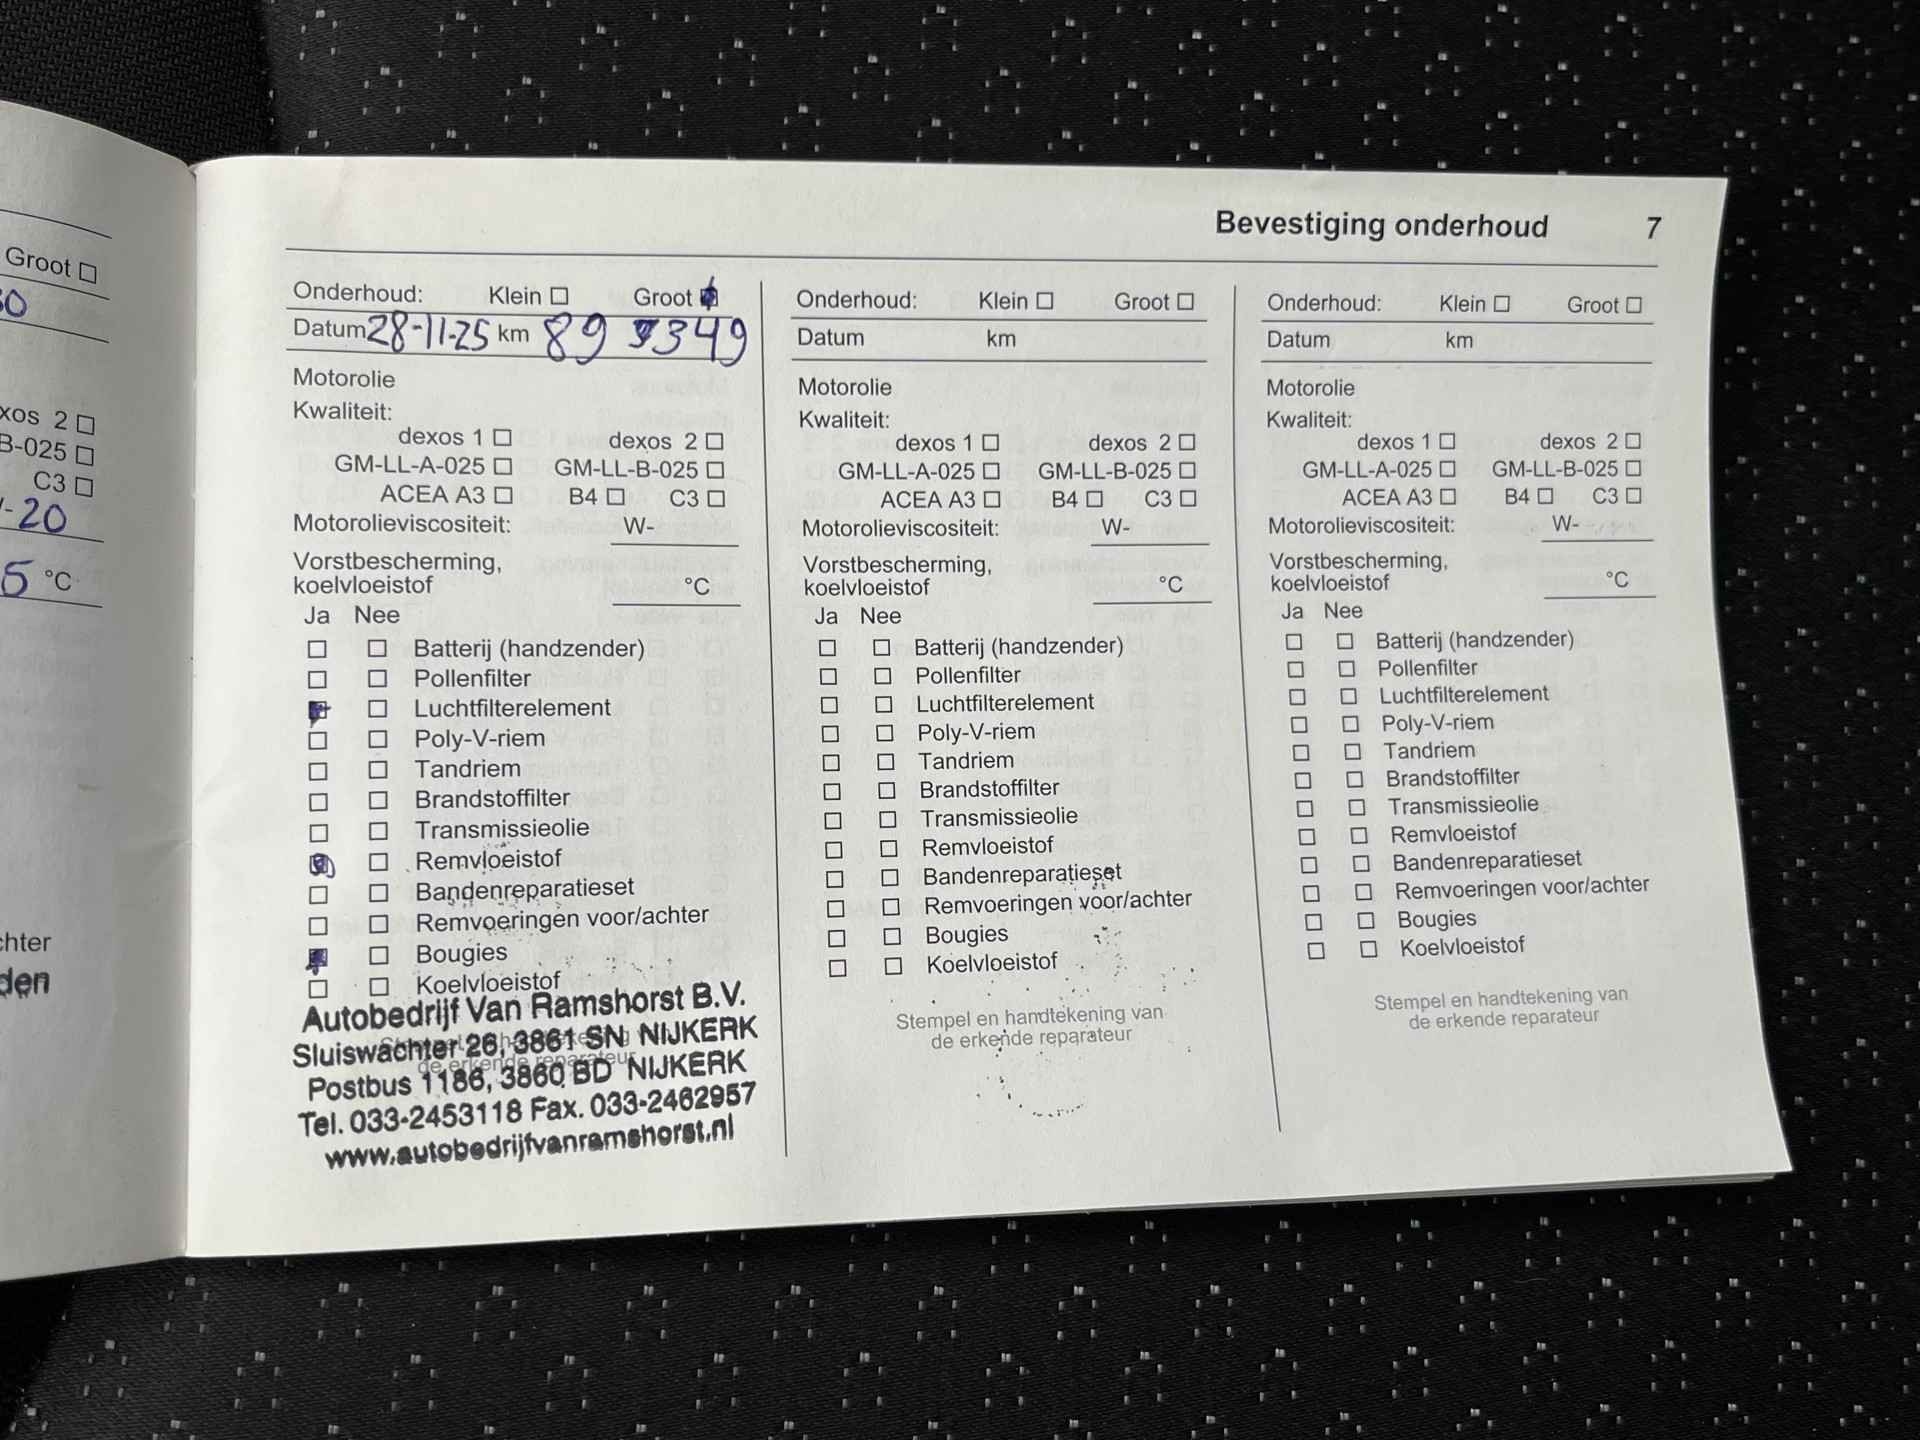 Groot ☐
xos 2 ☐
B-025 ☐
C3 ☐
-20
5 °C
chter
den
Bevestiging onderhoud 7
Onderhoud: Klein ☐ Groot ☒
Datum 28-11-25 km 89 349
Motorolie
Kwaliteit:
dexos 1 ☐ dexos 2 ☐
GM-LL-A-025 ☐ GM-LL-B-025 ☐
ACEA A3 ☐ B4 ☐ C3 ☐
Motorolieviscositeit: W-
Vorstbescherming,
koelvloeistof °C
Ja Nee
☐ ☐ Batterij (handzender)
☐ ☐ Pollenfilter
☒ ☐ Luchtfilterelement
☐ ☐ Poly-V-riem
☐ ☐ Tandriem
☐ ☐ Brandstoffilter
☐ ☐ Transmissieolie
☒ ☐ Remvloeistof
☐ ☐ Bandenreparatieset
☐ ☐ Remvoeringen voor/achter
☒ ☐ Bougies
☐ ☐ Koelvloeistof
Autobedrijf Van Ramshorst B.V.
Sluiswachter 26, 3861 SN NIJKERK
Postbus 1186, 3860 BD NIJKERK
Tel. 033-2453118 Fax. 033-2462957
www.autobedrijfvanramshorst.nl
de erkende reparateur
Onderhoud: Klein ☐ Groot ☐
Datum km
Motorolie
Kwaliteit:
dexos 1 ☐ dexos 2 ☐
GM-LL-A-025 ☐ GM-LL-B-025 ☐
ACEA A3 ☐ B4 ☐ C3 ☐
Motorolieviscositeit: W-
Vorstbescherming,
koelvloeistof °C
Ja Nee
☐ ☐ Batterij (handzender)
☐ ☐ Pollenfilter
☐ ☐ Luchtfilterelement
☐ ☐ Poly-V-riem
☐ ☐ Tandriem
☐ ☐ Brandstoffilter
☐ ☐ Transmissieolie
☐ ☐ Remvloeistof
☐ ☐ Bandenreparatieset
☐ ☐ Remvoeringen voor/achter
☐ ☐ Bougies
☐ ☐ Koelvloeistof
Stempel en handtekening van
de erkende reparateur
Onderhoud: Klein ☐ Groot ☐
Datum km
Motorolie
Kwaliteit:
dexos 1 ☐ dexos 2 ☐
GM-LL-A-025 ☐ GM-LL-B-025 ☐
ACEA A3 ☐ B4 ☐ C3 ☐
Motorolieviscositeit: W-
Vorstbescherming,
koelvloeistof °C
Ja Nee
☐ ☐ Batterij (handzender)
☐ ☐ Pollenfilter
☐ ☐ Luchtfilterelement
☐ ☐ Poly-V-riem
☐ ☐ Tandriem
☐ ☐ Brandstoffilter
☐ ☐ Transmissieolie
☐ ☐ Remvloeistof
☐ ☐ Bandenreparatieset
☐ ☐ Remvoeringen voor/achter
☐ ☐ Bougies
☐ ☐ Koelvloeistof
Stempel en handtekening van
de erkende reparateur